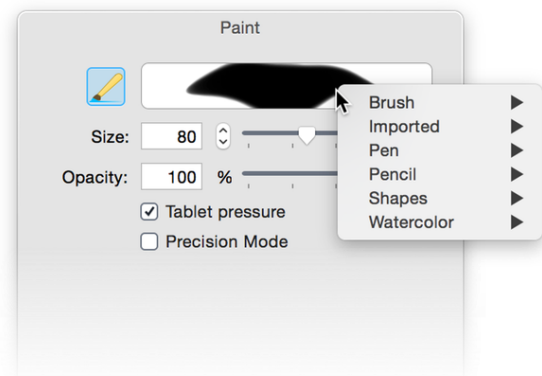 Paint
Brush
Imported
Size: 80
Pen
Pencil
Opacity: 100 %
Shapes
Tablet pressure
Watercolor
Precision Mode